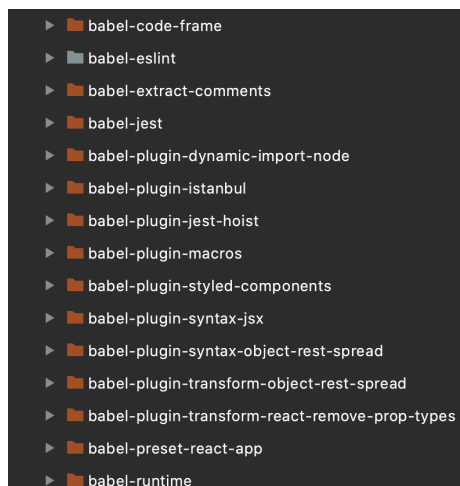 babel-code-frame
babel-eslint
babel-extract-comments
babel-jest
babel-plugin-dynamic-import-node
babel-plugin-istanbul
babel-plugin-jest-hoist
babel-plugin-macros
babel-plugin-styled-components
babel-plugin-syntax-jsx
babel-plugin-syntax-object-rest-spread
babel-plugin-transform-object-rest-spread
babel-plugin-transform-react-remove-prop-types
babel-preset-react-app
babel-runtime